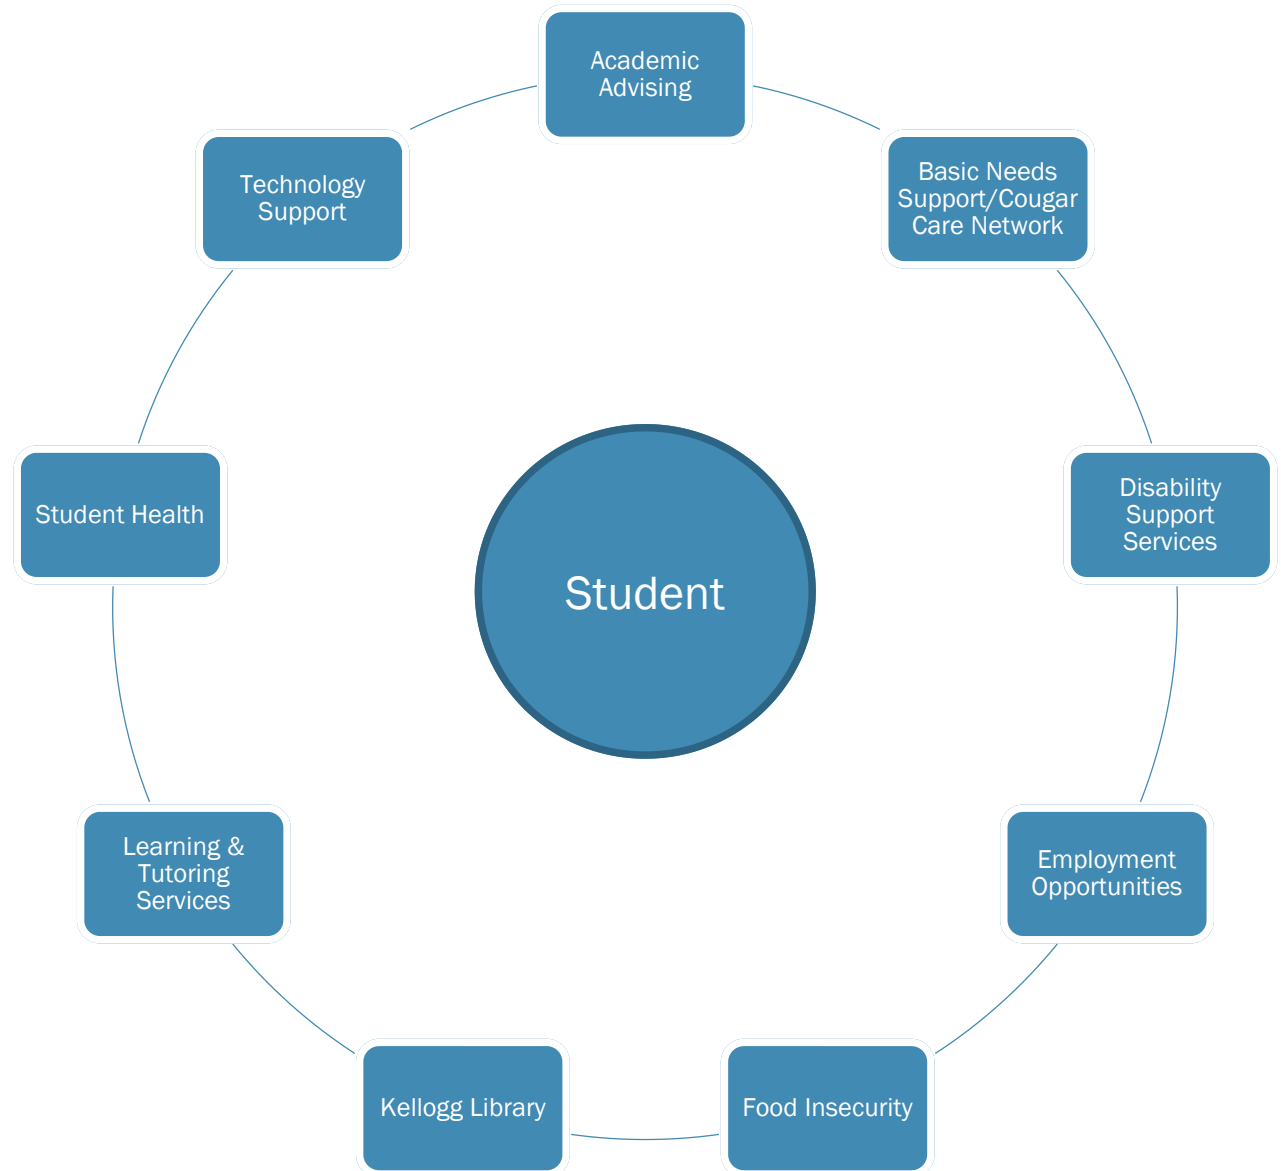 Academic
Advising
Basic Needs
Support/Cougar
Care Network
Disability
Support
Services
Employment
Opportunities
Food Insecurity
Kellogg Library
Learning &
Tutoring
Services
Student Health
Technology
Support
Student